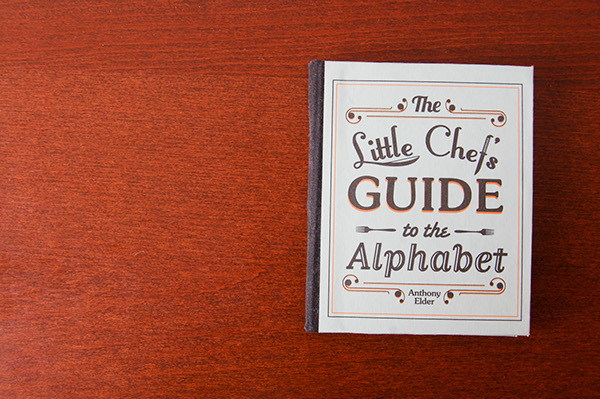 The
Little Chef's
GUIDE
to the
Alphabet
Anthony
Elder